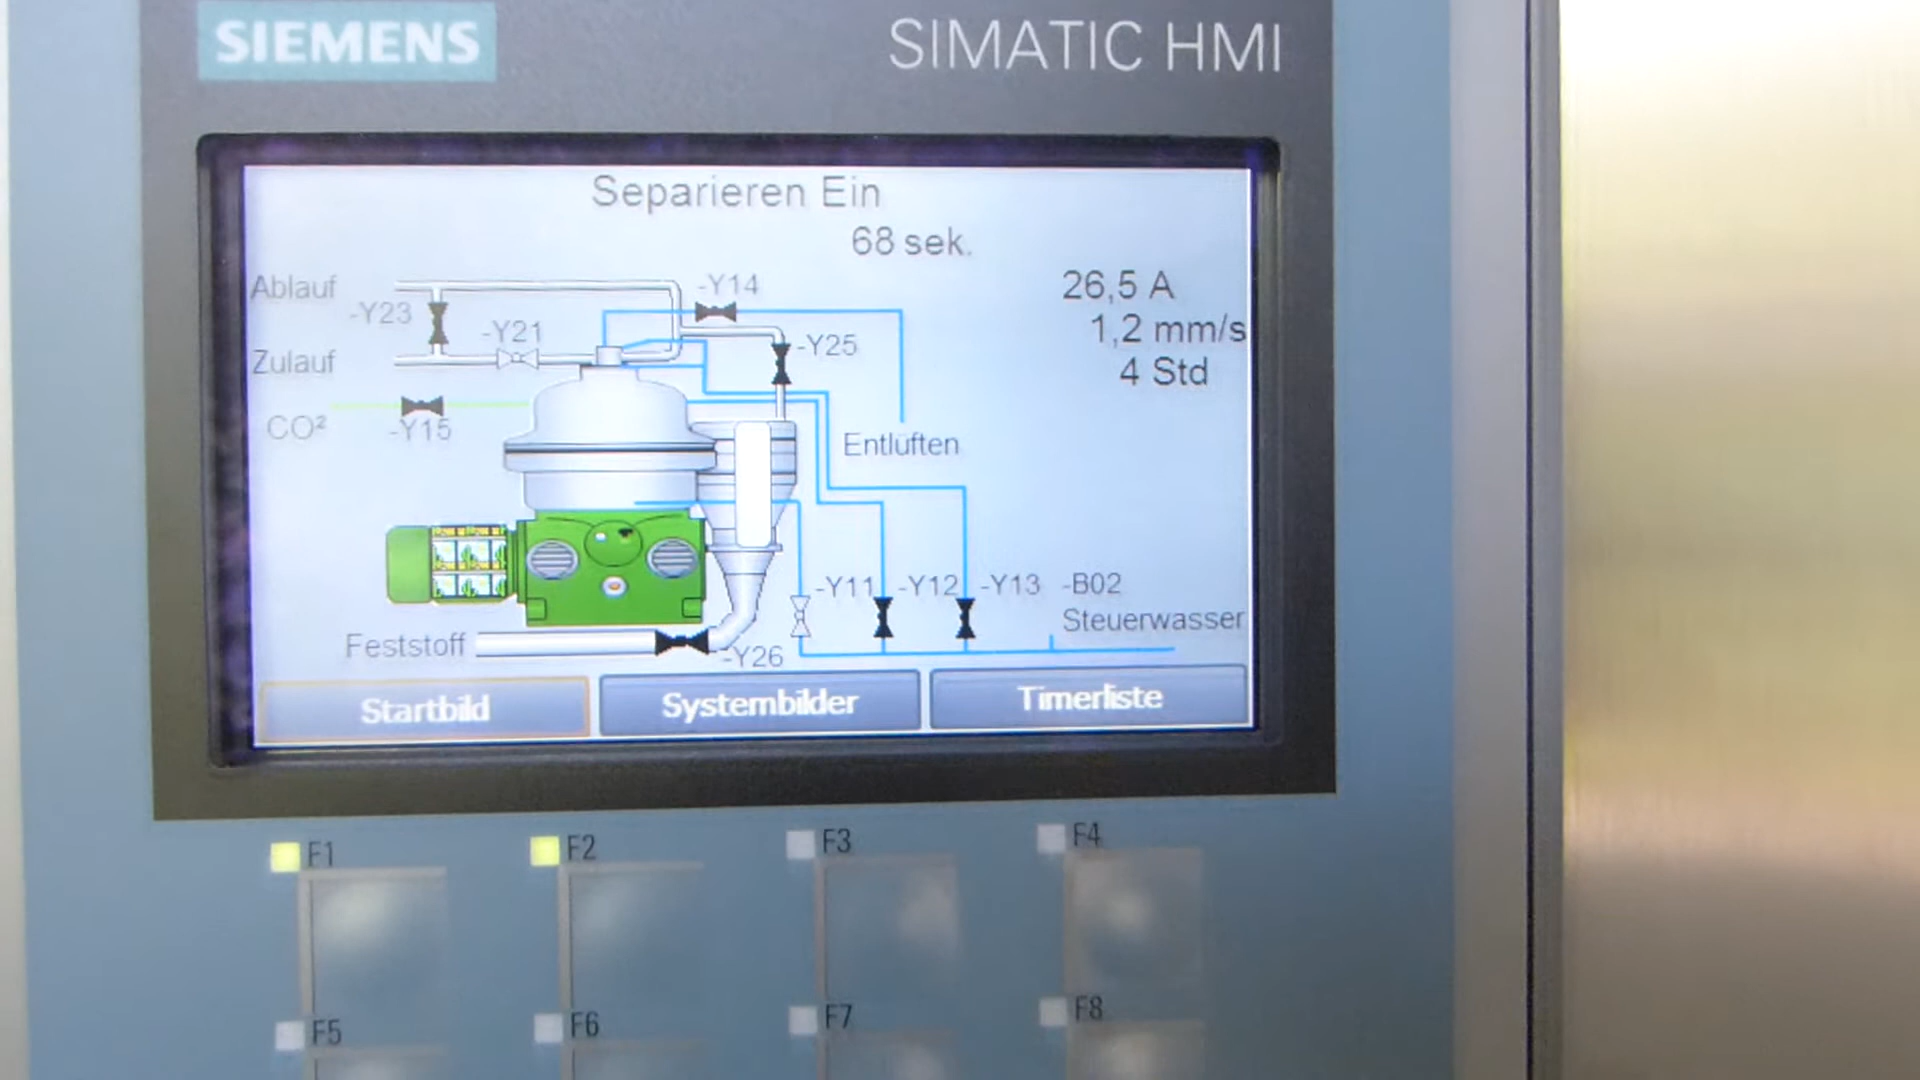 SIEMENS
SIMATIC HMI
Separieren Ein
68 sek.
26,5 A
1,2 mm/s
4 Std
Ablauf
-Y14
-Y23
-Y21
-Y25
Zulauf
CO²
-Y15
Entlüften
-Y11
-Y12
-Y13
-B02
Steuerwasser
Feststoff
-Y26
Startbild
Systembilder
Timerliste
F1
F2
F3
F4
F5
F6
F7
F8